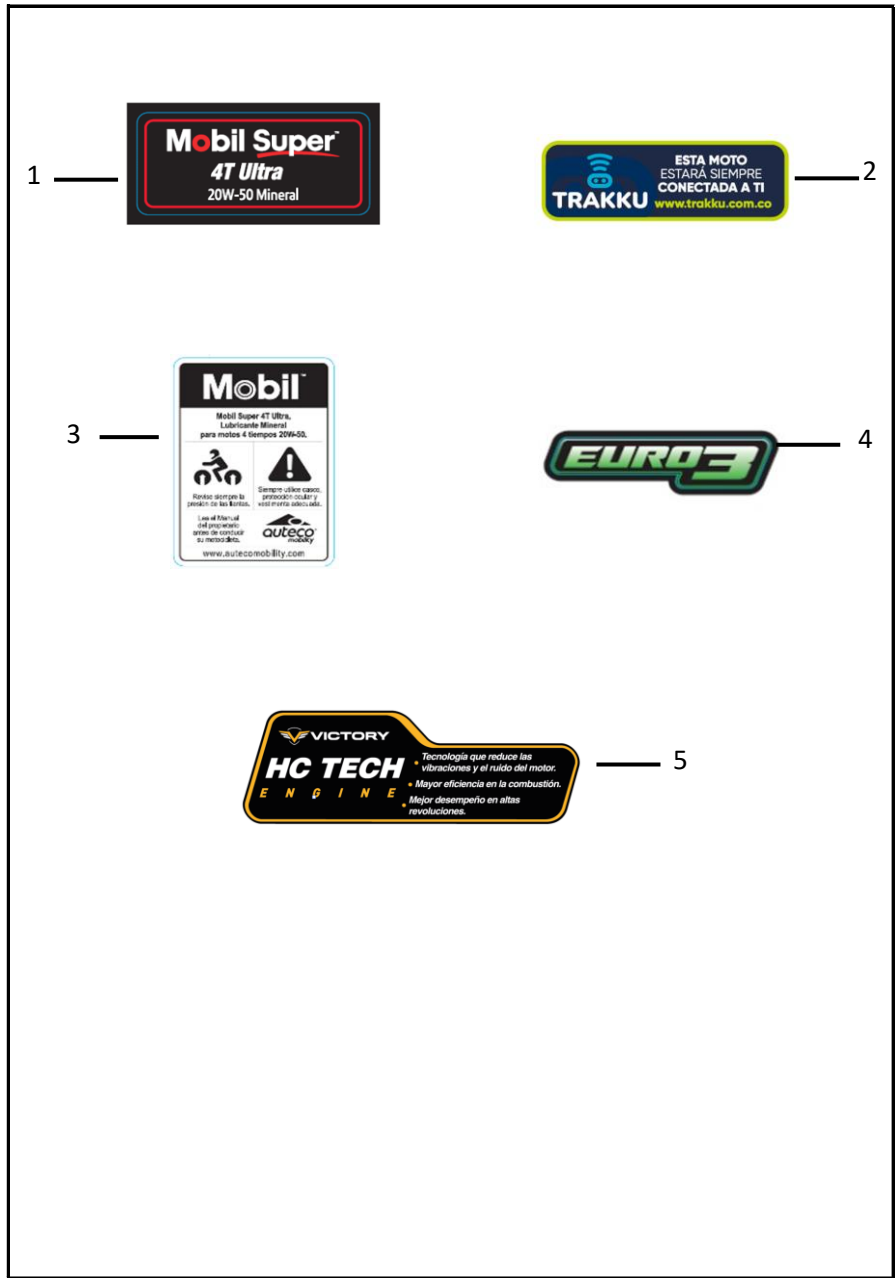 1
Mobil Super™
4T Ultra
20W-50 Mineral
2
TRAKKU
ESTA MOTO
ESTARÁ SIEMPRE
CONECTADA A TI
www.trakku.com.co
3
Mobil™
Mobil Super 4T Ultra,
Lubricante Mineral
para motos 4 tiempos 20W-50.
Revise siempre la
presión de las llantas.
Siempre utilice casco,
protección ocular y
vestimenta adecuada.
Lea el Manual
del propietario
antes de conducir
su motocicleta.
auteco
mobility
www.autecomobility.com
4
EURO3
5
VICTORY
HC TECH
ENGINE
• Tecnología que reduce las
vibraciones y el ruido del motor.
• Mayor eficiencia en la combustión.
• Mejor desempeño en altas
revoluciones.